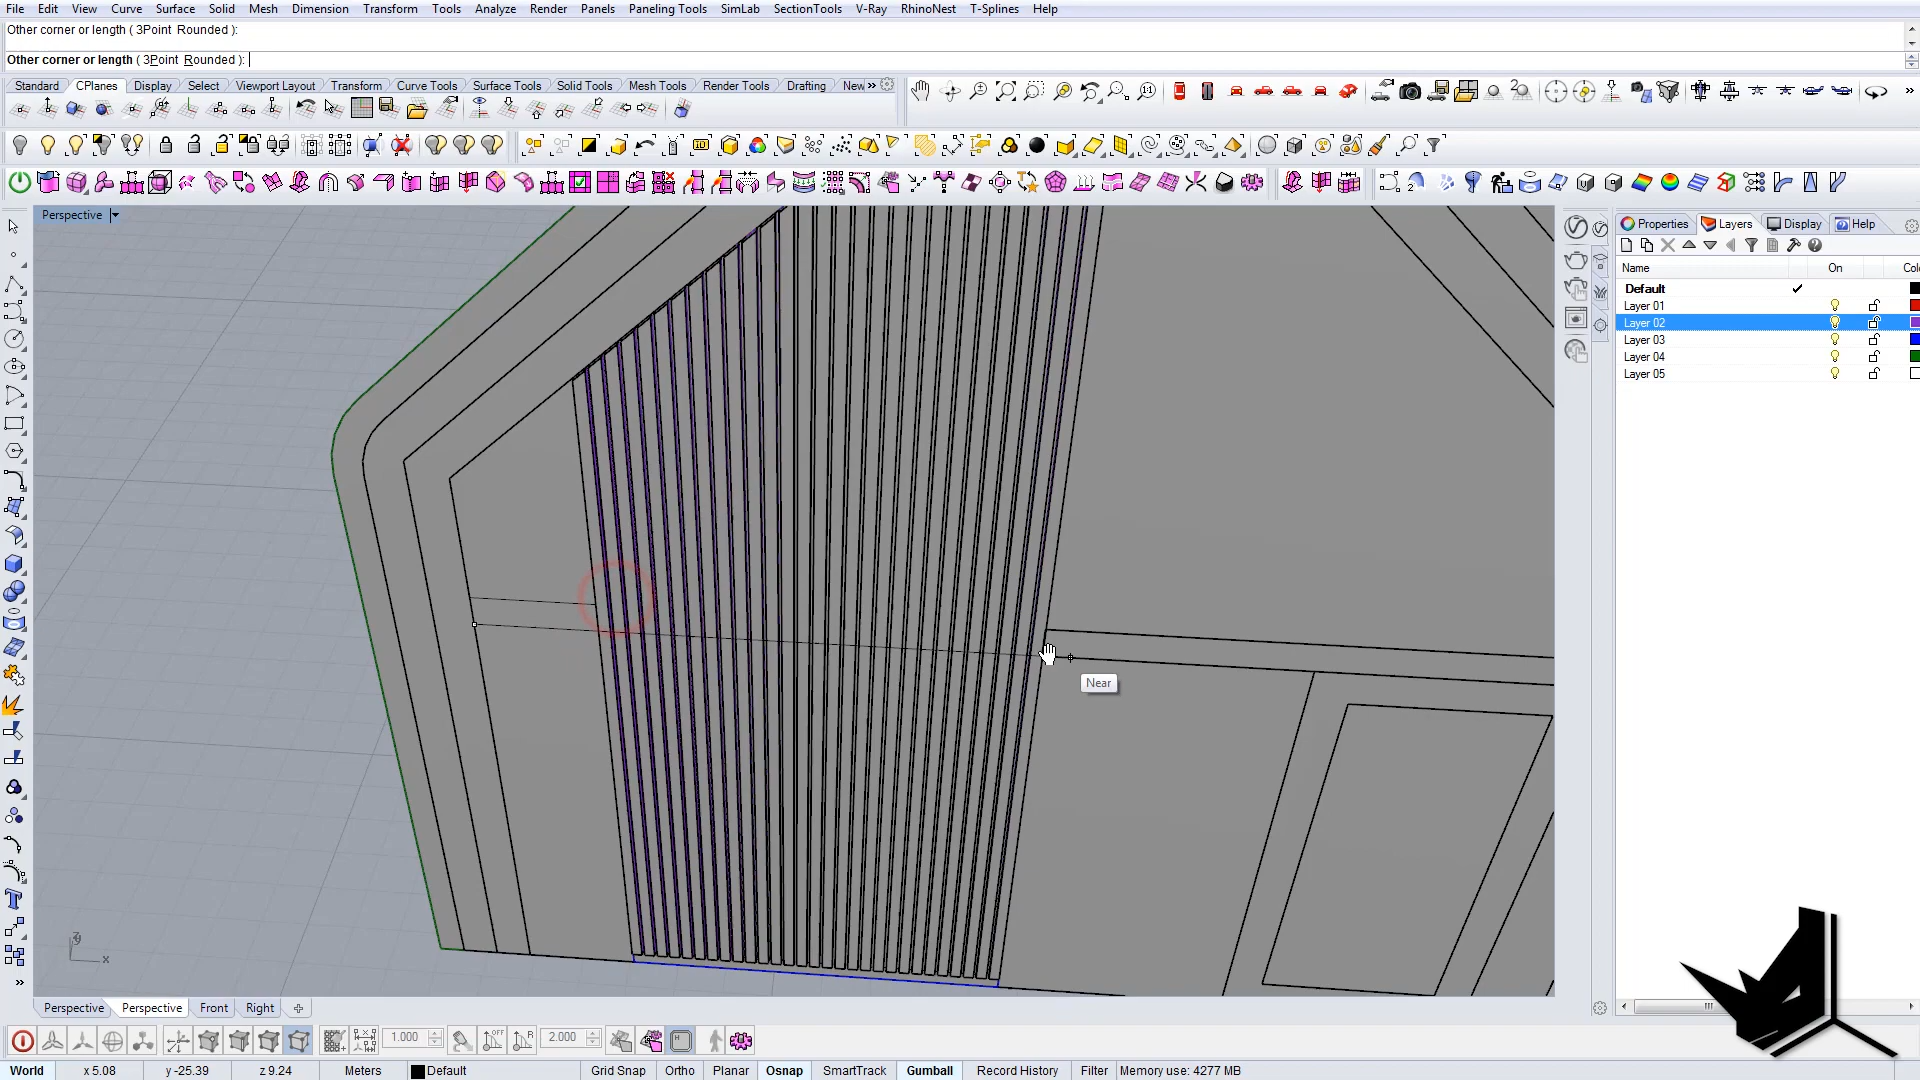 File Edit View Curve Surface Solid Mesh Dimension Transform Tools Analyze Render Panels Paneling Tools SimLab SectionTools V-Ray RhinoNest T-Splines Help
Other corner or length ( 3Point Rounded ):
Other corner or length ( 3Point Rounded ):
Standard CPlanes Display Select Viewport Layout Transform Curve Tools Surface Tools Solid Tools Mesh Tools Render Tools Drafting New »
Perspective
Properties Layers Display Help
Name On Colo
Default
Layer 01
Layer 02
Layer 03
Layer 04
Layer 05
Near
x
Perspective Perspective Front Right
1.000 2.000
World x 5.08 y -25.39 z 9.24 Meters Default Grid Snap Ortho Planar Osnap SmartTrack Gumball Record History Filter Memory use: 4277 MB